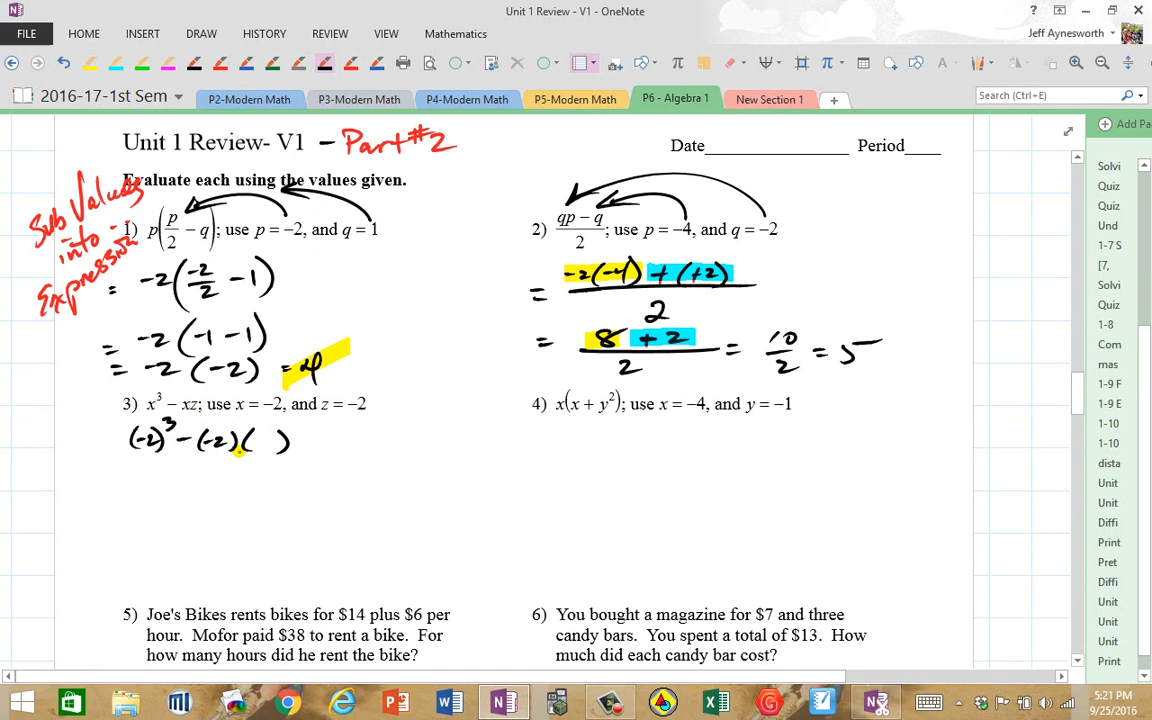 Unit 1 Review - V1 - OneNote
Jeff Aynesworth
FILE HOME INSERT DRAW HISTORY REVIEW VIEW Mathematics
2016-17-1st Sem P2-Modern Math P3-Modern Math P4-Modern Math P5-Modern Math P6 - Algebra 1 New Section 1 Search (Ctrl+E)
Add Pa
Unit 1 Review- V1 - Part #2 Date Period
Evaluate each using the values given.
Sub Values
into
Expression
1) p(p/2 − q); use p = −2, and q = 1
= -2(-2/2 -1)
= -2(-1 -1)
= -2(-2) = 4
2) (qp − q)/2; use p = −4, and q = −2
= (-2(-4) + (+2))/2
= (8 + 2)/2 = 10/2 = 5
3) x³ − xz; use x = −2, and z = −2
(-2)³ - (-2)( )
4) x(x + y²); use x = −4, and y = −1
5) Joe's Bikes rents bikes for $14 plus $6 per
hour. Mofor paid $38 to rent a bike. For
how many hours did he rent the bike?
6) You bought a magazine for $7 and three
candy bars. You spent a total of $13. How
much did each candy bar cost?
Solvi
Quiz
Quiz
Und
1-7 S
[7,
Solvi
Quiz
1-8
Com
mas
1-9 F
1-9 E
1-10
dista
Unit
Unit
Diffi
Print
Pret
Diffi
Unit
Unit
Unit
Print
5:21 PM
9/25/2016